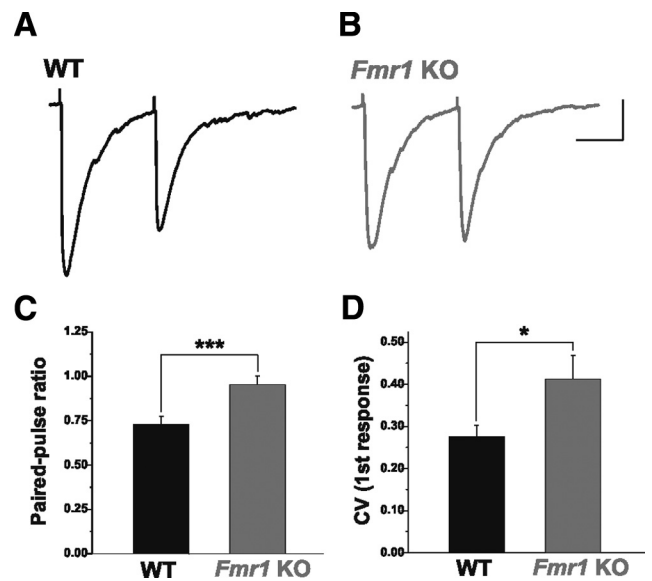 A
B
WT
Fmr1 KO
C
D
Paired-pulse ratio
1.25
1.00
0.75
0.50
0.25
0.00
***
WT
Fmr1 KO
CV (1st response)
0.50
0.40
0.30
0.20
0.10
0.00
*
WT
Fmr1 KO